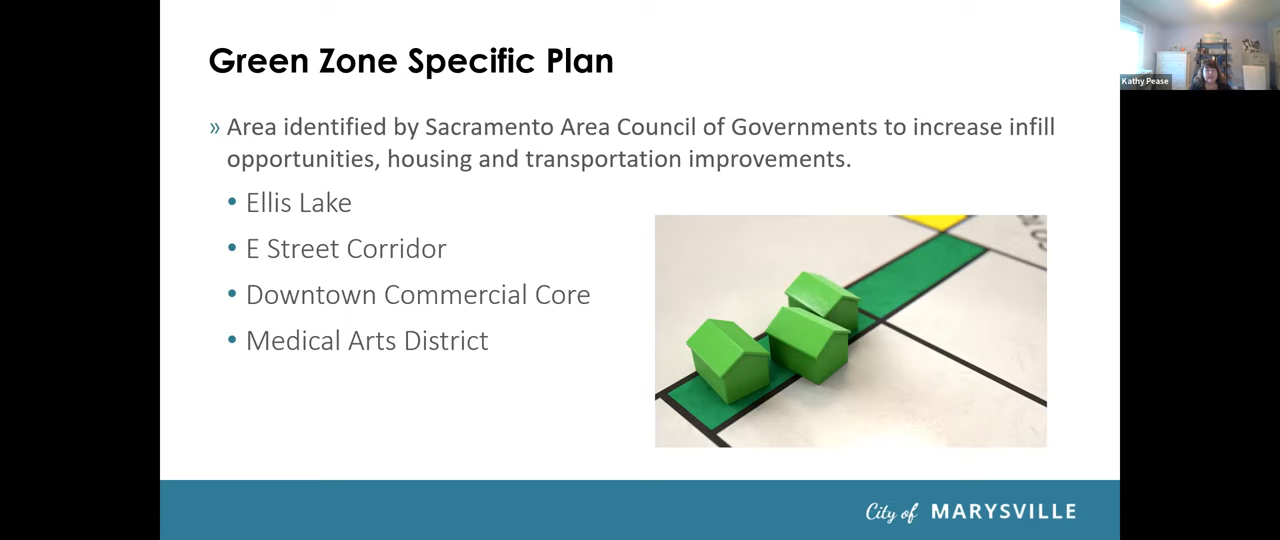 Green Zone Specific Plan
» Area identified by Sacramento Area Council of Governments to increase infill
opportunities, housing and transportation improvements.
• Ellis Lake
• E Street Corridor
• Downtown Commercial Core
• Medical Arts District
City of MARYSVILLE
Kathy Pease